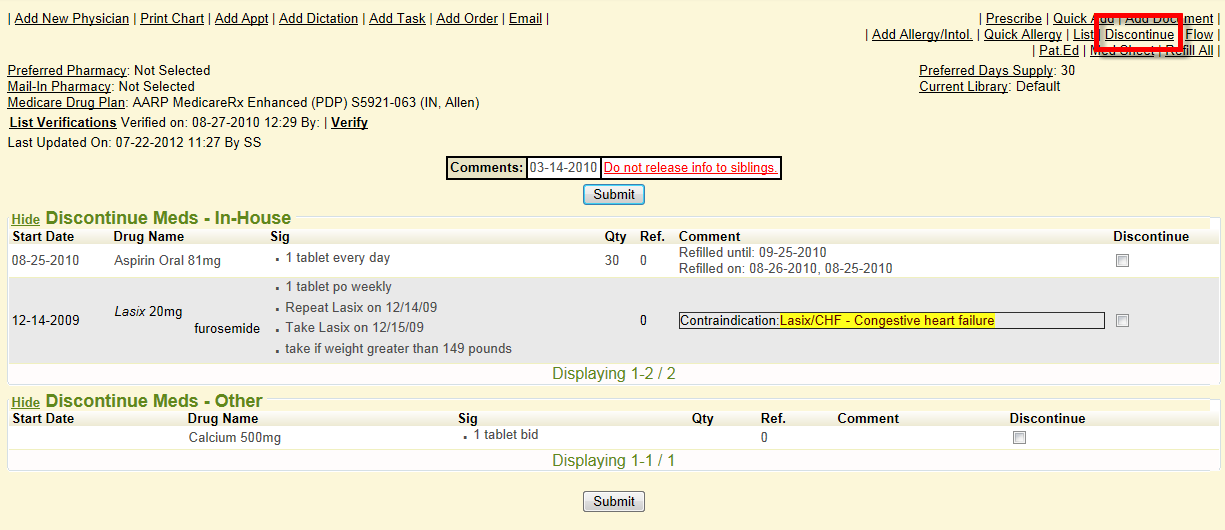 | Add New Physician | Print Chart | Add Appt | Add Dictation | Add Task | Add Order | Email |
| Prescribe | Quick Add | Add Document |
| Add Allergy/Intol. | Quick Allergy | List | Discontinue | Flow
| Pat.Ed | Med Sheet | Refill All |
Preferred Pharmacy: Not Selected
Mail-In Pharmacy: Not Selected
Medicare Drug Plan: AARP MedicareRx Enhanced (PDP) S5921-063 (IN, Allen)
Preferred Days Supply: 30
Current Library: Default
List Verifications Verified on: 08-27-2010 12:29 By: | Verify
Last Updated On: 07-22-2012 11:27 By SS
Comments: 03-14-2010 Do not release info to siblings.
Submit
Hide Discontinue Meds - In-House
Start Date Drug Name Sig Qty Ref. Comment Discontinue
08-25-2010 Aspirin Oral 81mg 1 tablet every day 30 0 Refilled until: 09-25-2010
Refilled on: 08-26-2010, 08-25-2010
12-14-2009 Lasix 20mg furosemide
1 tablet po weekly
Repeat Lasix on 12/14/09
Take Lasix on 12/15/09
take if weight greater than 149 pounds
0 Contraindication:Lasix/CHF - Congestive heart failure
Displaying 1-2 / 2
Hide Discontinue Meds - Other
Start Date Drug Name Sig Qty Ref. Comment Discontinue
Calcium 500mg 1 tablet bid 0
Displaying 1-1 / 1
Submit